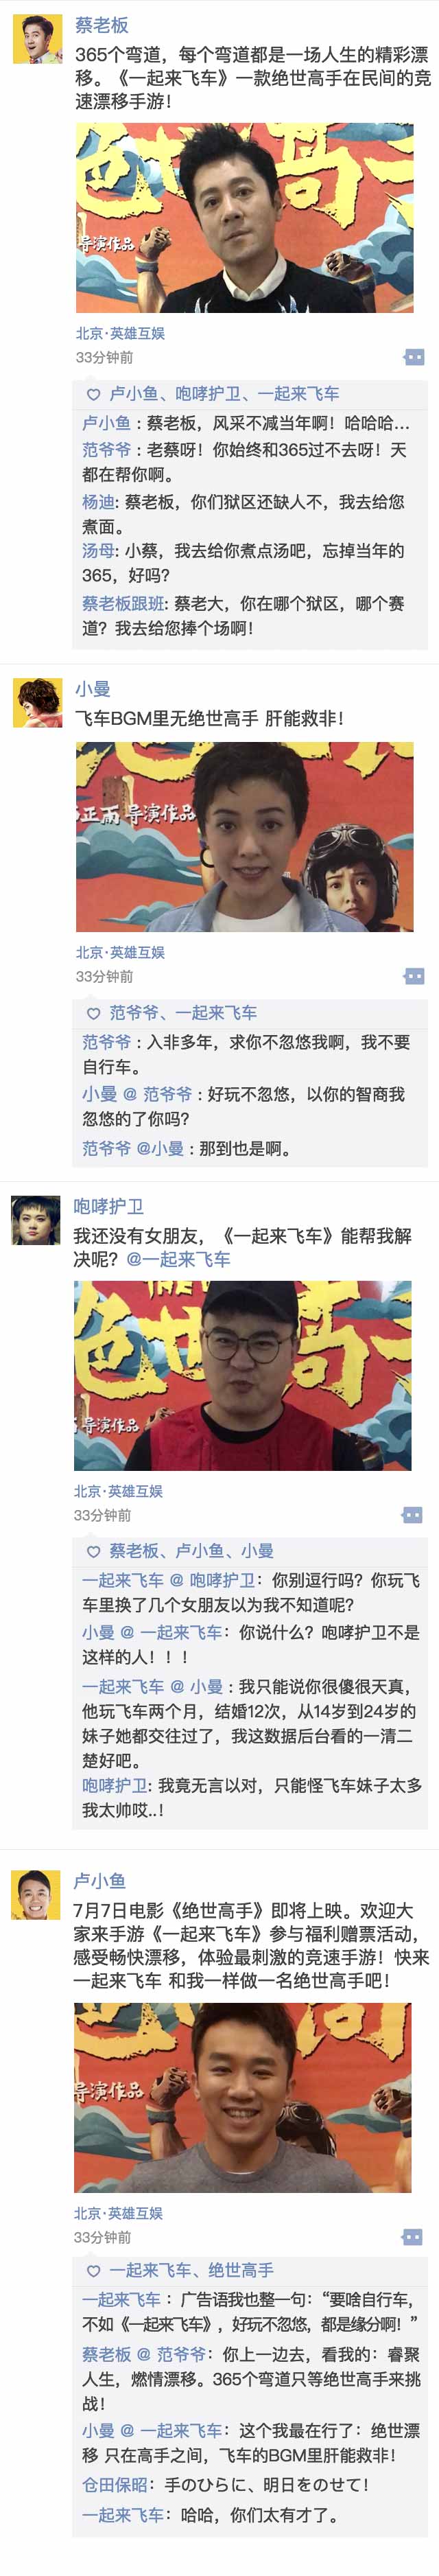 蔡老板
365个弯道，每个弯道都是一场人生的精彩漂
移。《一起来飞车》一款绝世高手在民间的竞
速漂移手游！
绝世高手
导演作品
北京·英雄互娱
33分钟前
卢小鱼、咆哮护卫、一起来飞车
卢小鱼：蔡老板，风采不减当年啊！哈哈哈...
范爷爷：老蔡呀！你始终和365过不去呀！天
都在帮你啊。
杨迪: 蔡老板，你们狱区还缺人不，我去给您
煮面。
汤母: 小蔡，我去给你煮点汤吧，忘掉当年的
365，好吗？
蔡老板跟班: 蔡老大，你在哪个狱区，哪个赛
道？我去给您捧个场啊！
小曼
飞车BGM里无绝世高手 肝能救非！
正雨 导演作品
北京·英雄互娱
33分钟前
范爷爷、一起来飞车
范爷爷：入非多年，求你不忽悠我啊，我不要
自行车。
小曼 @ 范爷爷：好玩不忽悠，以你的智商我
忽悠的了你吗？
范爷爷 @小曼：那到也是啊。
咆哮护卫
我还没有女朋友，《一起来飞车》能帮我解
决呢？@一起来飞车
绝世高
导演作品
北京·英雄互娱
33分钟前
蔡老板、卢小鱼、小曼
一起来飞车 @ 咆哮护卫：你别逗行吗？你玩飞
车里换了几个女朋友以为我不知道呢？
小曼 @ 一起来飞车：你说什么？咆哮护卫不是
这样的人！！！
一起来飞车 @ 小曼：我只能说你很傻很天真，
他玩飞车两个月，结婚12次，从14岁到24岁的
妹子她都交往过了，我这数据后台看的一清二
楚好吧。
咆哮护卫: 我竟无言以对，只能怪飞车妹子太多
我太帅哎..！
卢小鱼
7月7日电影《绝世高手》即将上映。欢迎大
家来手游《一起来飞车》参与福利赠票活动，
感受畅快漂移，体验最刺激的竞速手游！快来
一起来飞车 和我一样做一名绝世高手吧！
导演作品
北京·英雄互娱
33分钟前
一起来飞车、绝世高手
一起来飞车：广告语我也整一句：“要啥自行车，
不如《一起来飞车》，好玩不忽悠，都是缘分啊！”
蔡老板 @ 范爷爷：你上一边去，看我的：睿聚
人生，燃情漂移。365个弯道只等绝世高手来挑
战！
小曼 @ 一起来飞车：这个我最在行了：绝世漂
移 只在高手之间，飞车的BGM里肝能救非！
仓田保昭：手のひらに、明日をのせて！
一起来飞车：哈哈，你们太有才了。